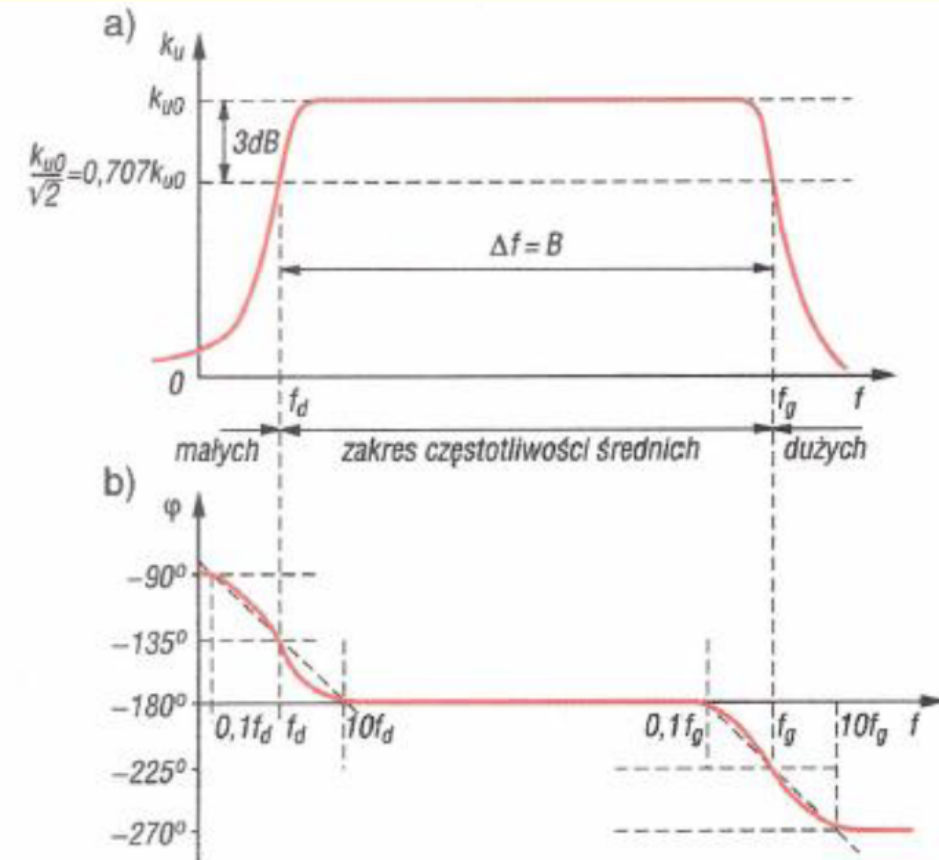 a)
k_u
k_u0
3dB
k_u0/√2=0,707k_u0
Δf=B
0
f_d
f_g
f
małych
zakres częstotliwości średnich
dużych
b)
φ
–90°
–135°
–180°
0,1f_d
f_d
10f_d
0,1f_g
f_g
10f_g
f
–225°
–270°